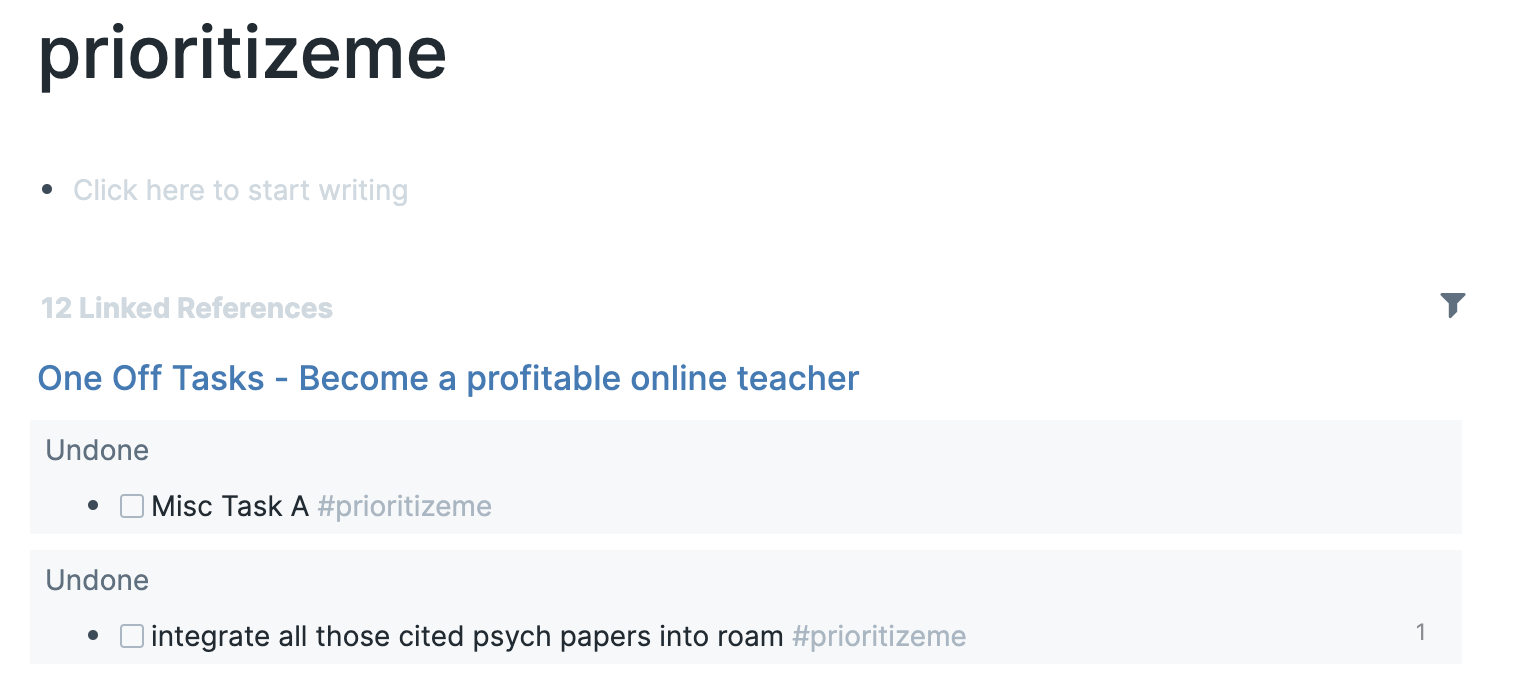 prioritizeme
Click here to start writing
12 Linked References
One Off Tasks - Become a profitable online teacher
Undone
Misc Task A #prioritizeme
Undone
integrate all those cited psych papers into roam #prioritizeme 1